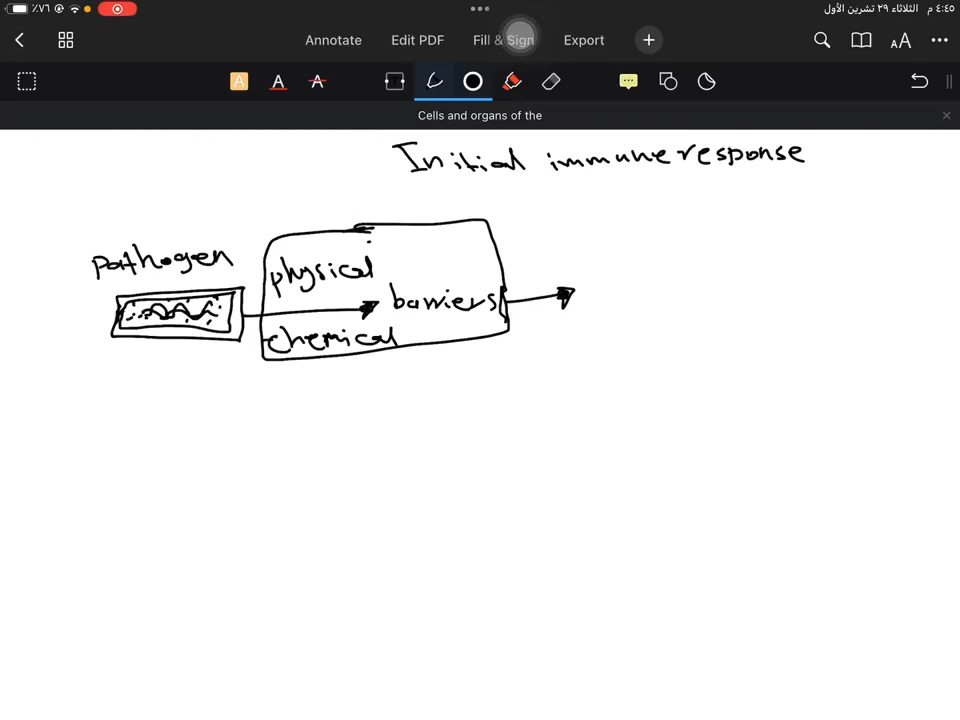 ٪٧٦
٤:٤٥ م الثلاثاء ٢٩ تشرين الأول
Annotate Edit PDF Fill & Sign Export
AA
A A A
Cells and organs of the
Initial immune response
pathogen
physical
barriers
chemical